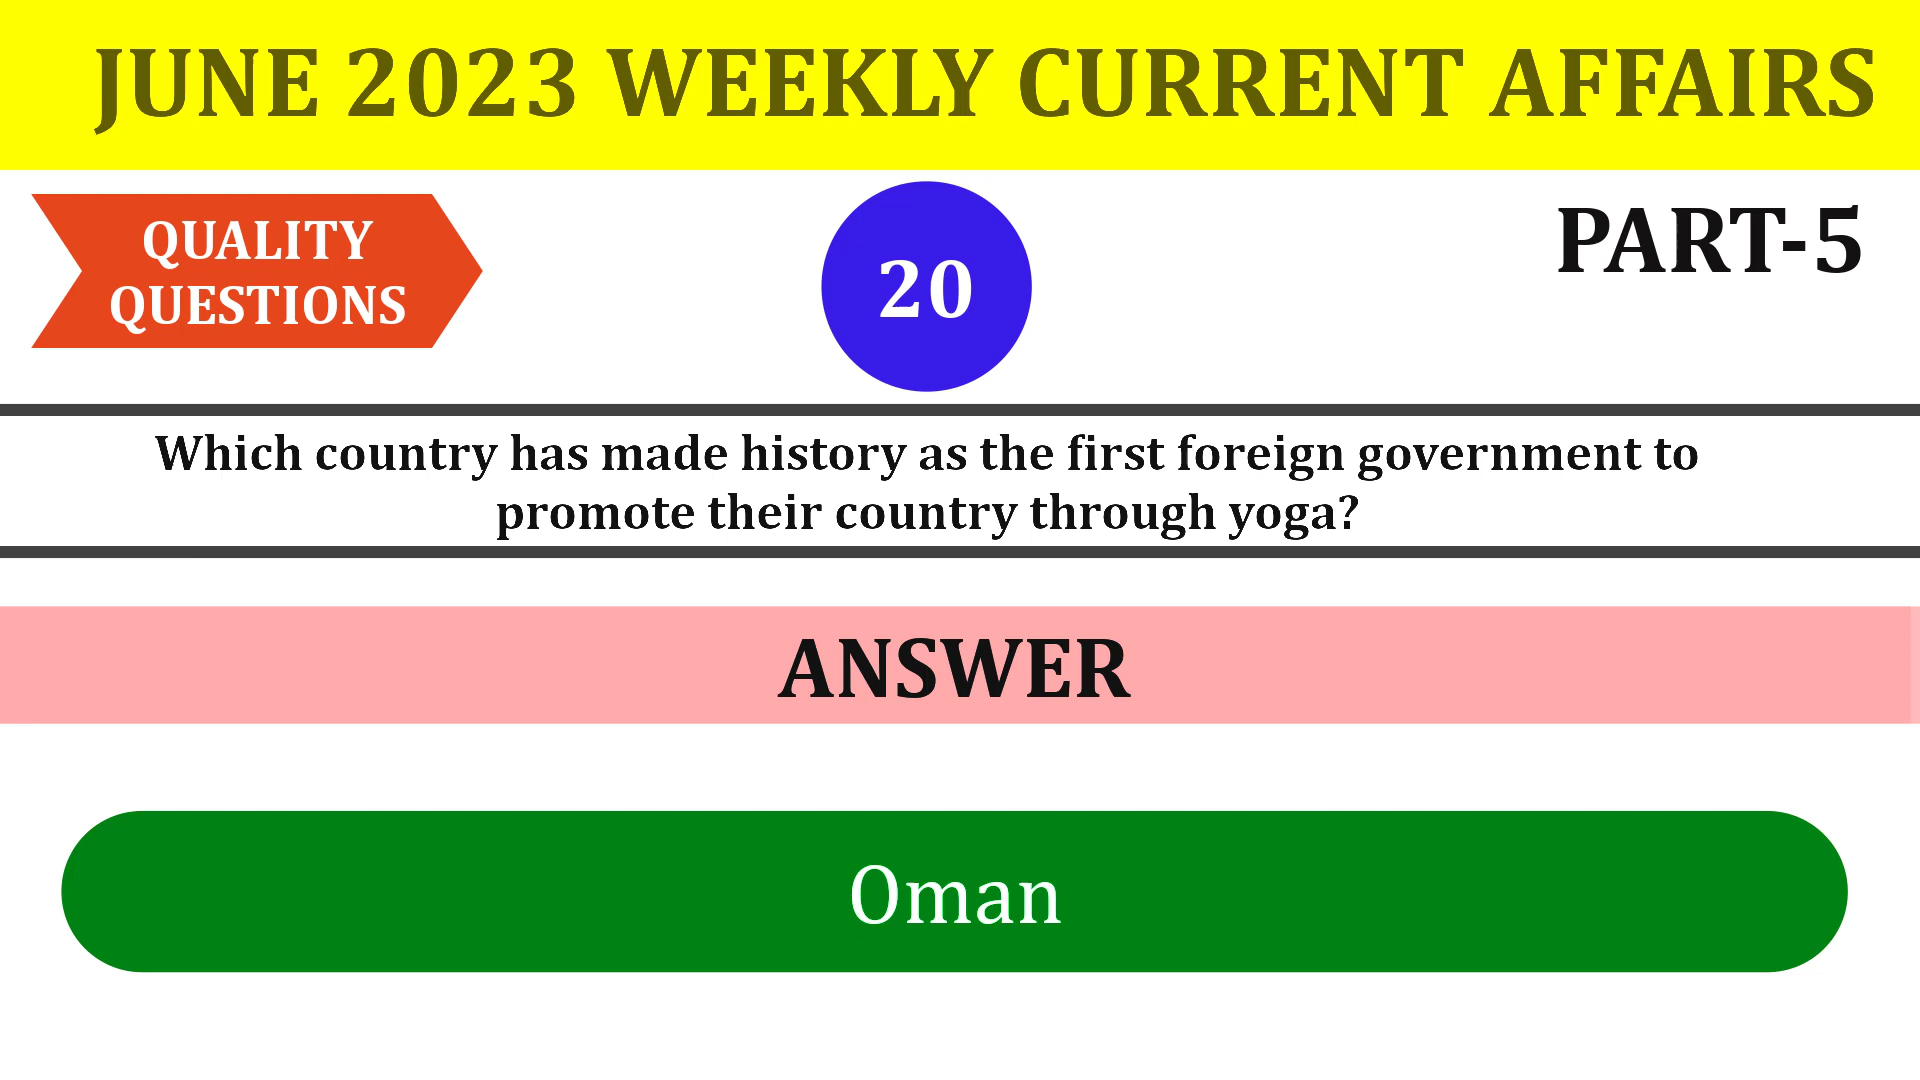 JUNE 2023 WEEKLY CURRENT AFFAIRS
QUALITY
QUESTIONS
20
PART-5
Which country has made history as the first foreign government to
promote their country through yoga?
ANSWER
Oman